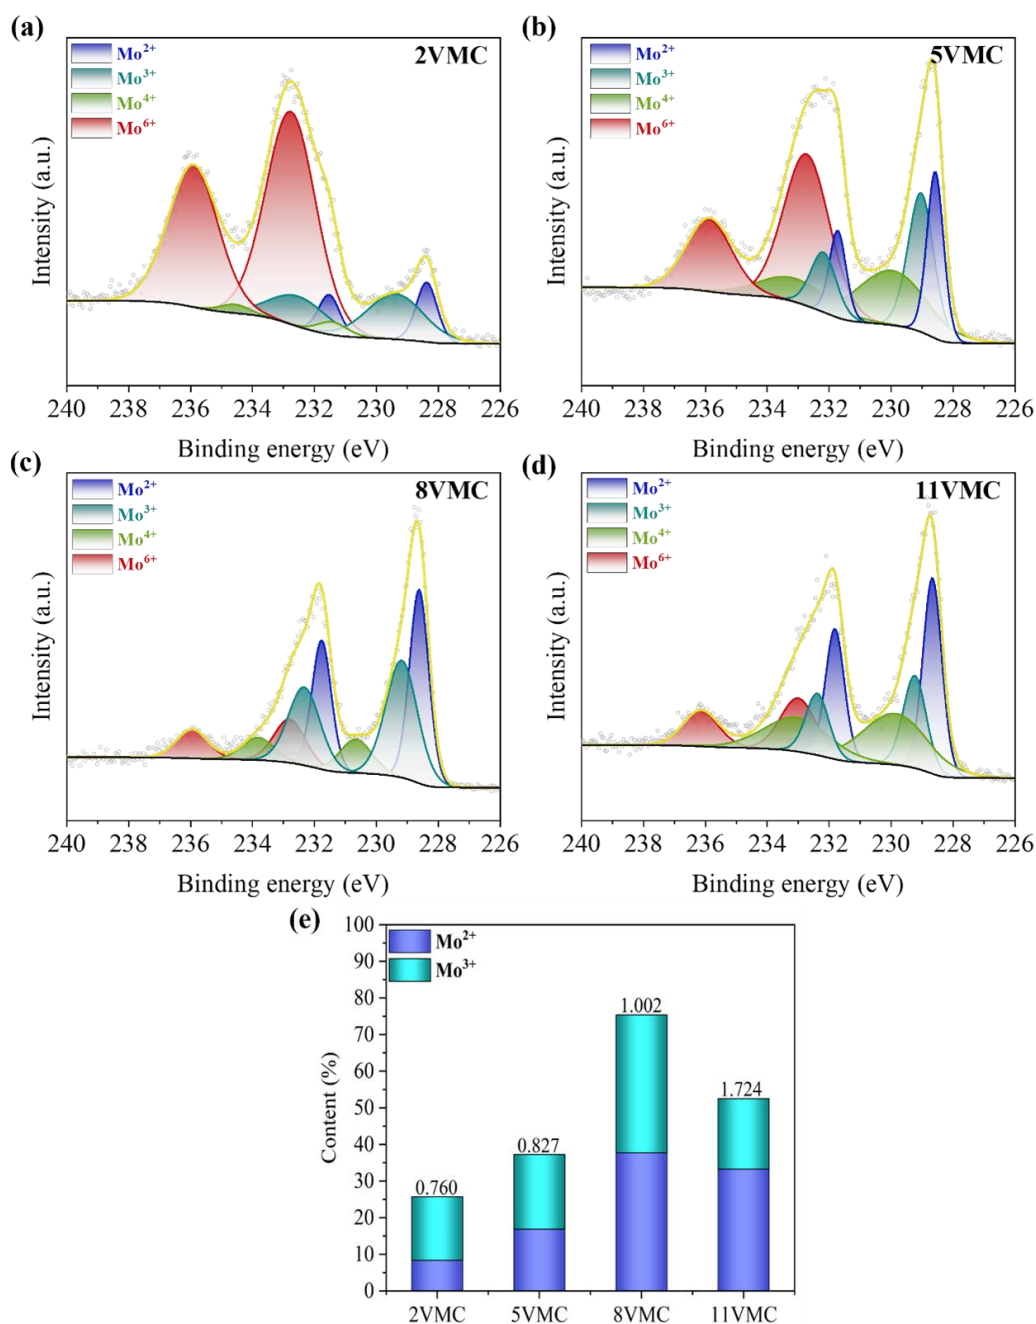 (a)
2VMC
Mo2+
Mo3+
Mo4+
Mo6+
Intensity (a.u.)
240 238 236 234 232 231 230 228 226
Binding energy (eV)
(b)
5VMC
Mo2+
Mo3+
Mo4+
Mo6+
Intensity (a.u.)
240 238 236 234 232 230 228 226
Binding energy (eV)
(c)
8VMC
Mo2+
Mo3+
Mo4+
Mo6+
Intensity (a.u.)
240 238 236 234 232 230 228 226
Binding energy (eV)
(d)
11VMC
Mo2+
Mo3+
Mo4+
Mo6+
Intensity (a.u.)
240 238 236 234 232 230 228 226
Binding energy (eV)
(e)
Mo2+
Mo3+
Content (%)
100
90
80
70
60
50
40
30
20
10
0
0.760
0.827
1.002
1.724
2VMC 5VMC 8VMC 11VMC